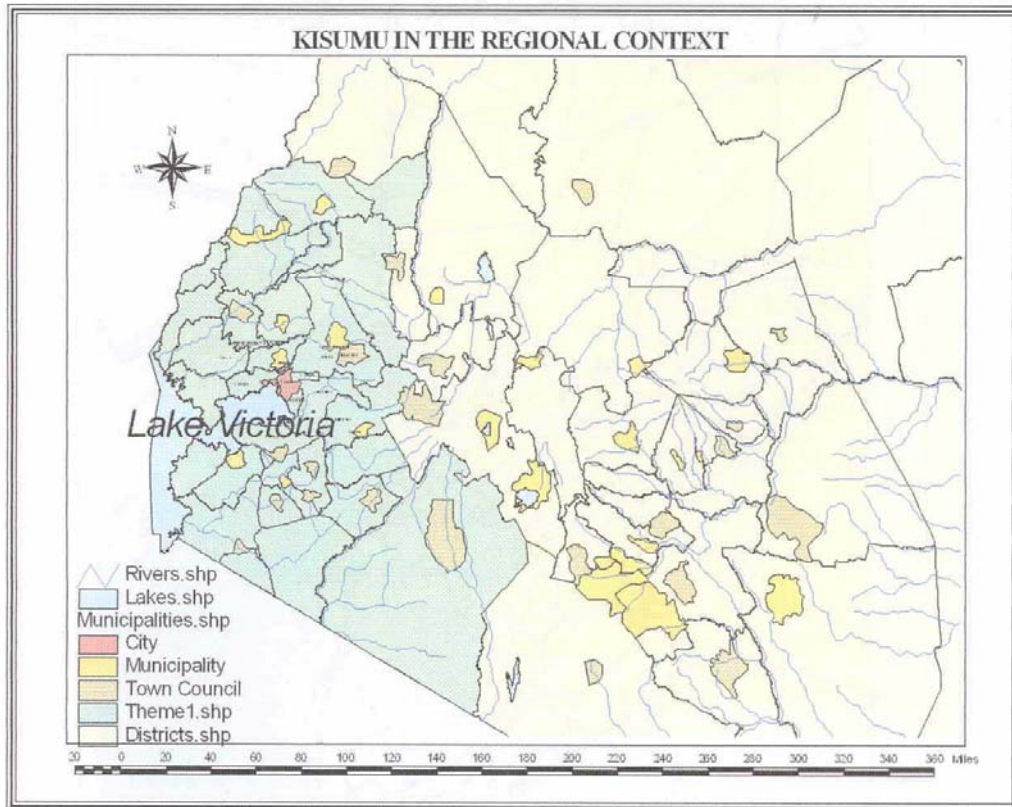 KISUMU IN THE REGIONAL CONTEXT
N
W E
S
Lake Victoria
Rivers.shp
Lakes.shp
Municipalities.shp
City
Municipality
Town Council
Theme1.shp
Districts.shp
20 0 20 40 60 80 100 120 140 160 180 200 220 240 260 280 300 320 340 360 Miles